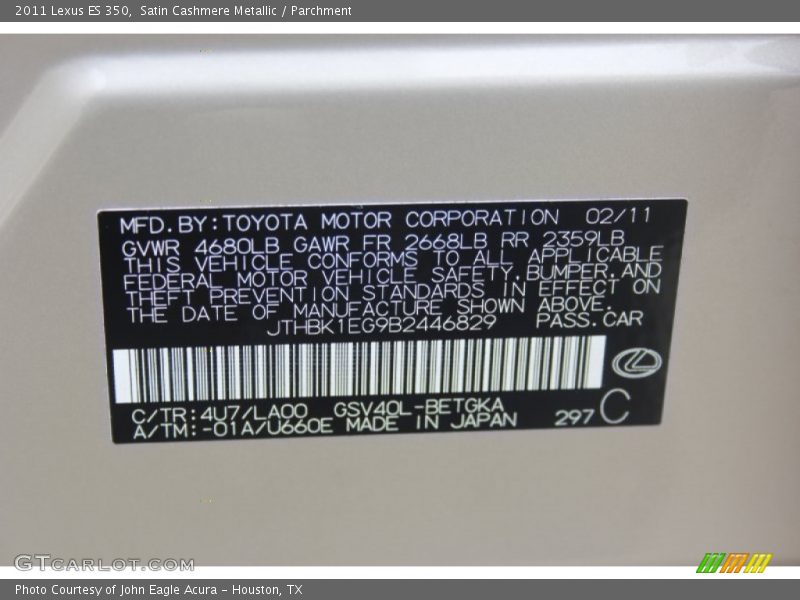 2011 Lexus ES 350, Satin Cashmere Metallic / Parchment
MFD. BY: TOYOTA MOTOR CORPORATION 02/11
GVWR 4680LB GAWR FR 2668LB RR 2359LB
THIS VEHICLE CONFORMS TO ALL APPLICABLE
FEDERAL MOTOR VEHICLE SAFETY, BUMPER, AND
THEFT PREVENTION STANDARDS IN EFFECT ON
THE DATE OF MANUFACTURE SHOWN ABOVE.
JTHBK1EG9B2446829 PASS. CAR
C/TR: 4U7/LA00 GSV40L-BETGKA
A/TM: -01A/U660E MADE IN JAPAN 297 C
GTCARLOT.COM
Photo Courtesy of John Eagle Acura - Houston, TX